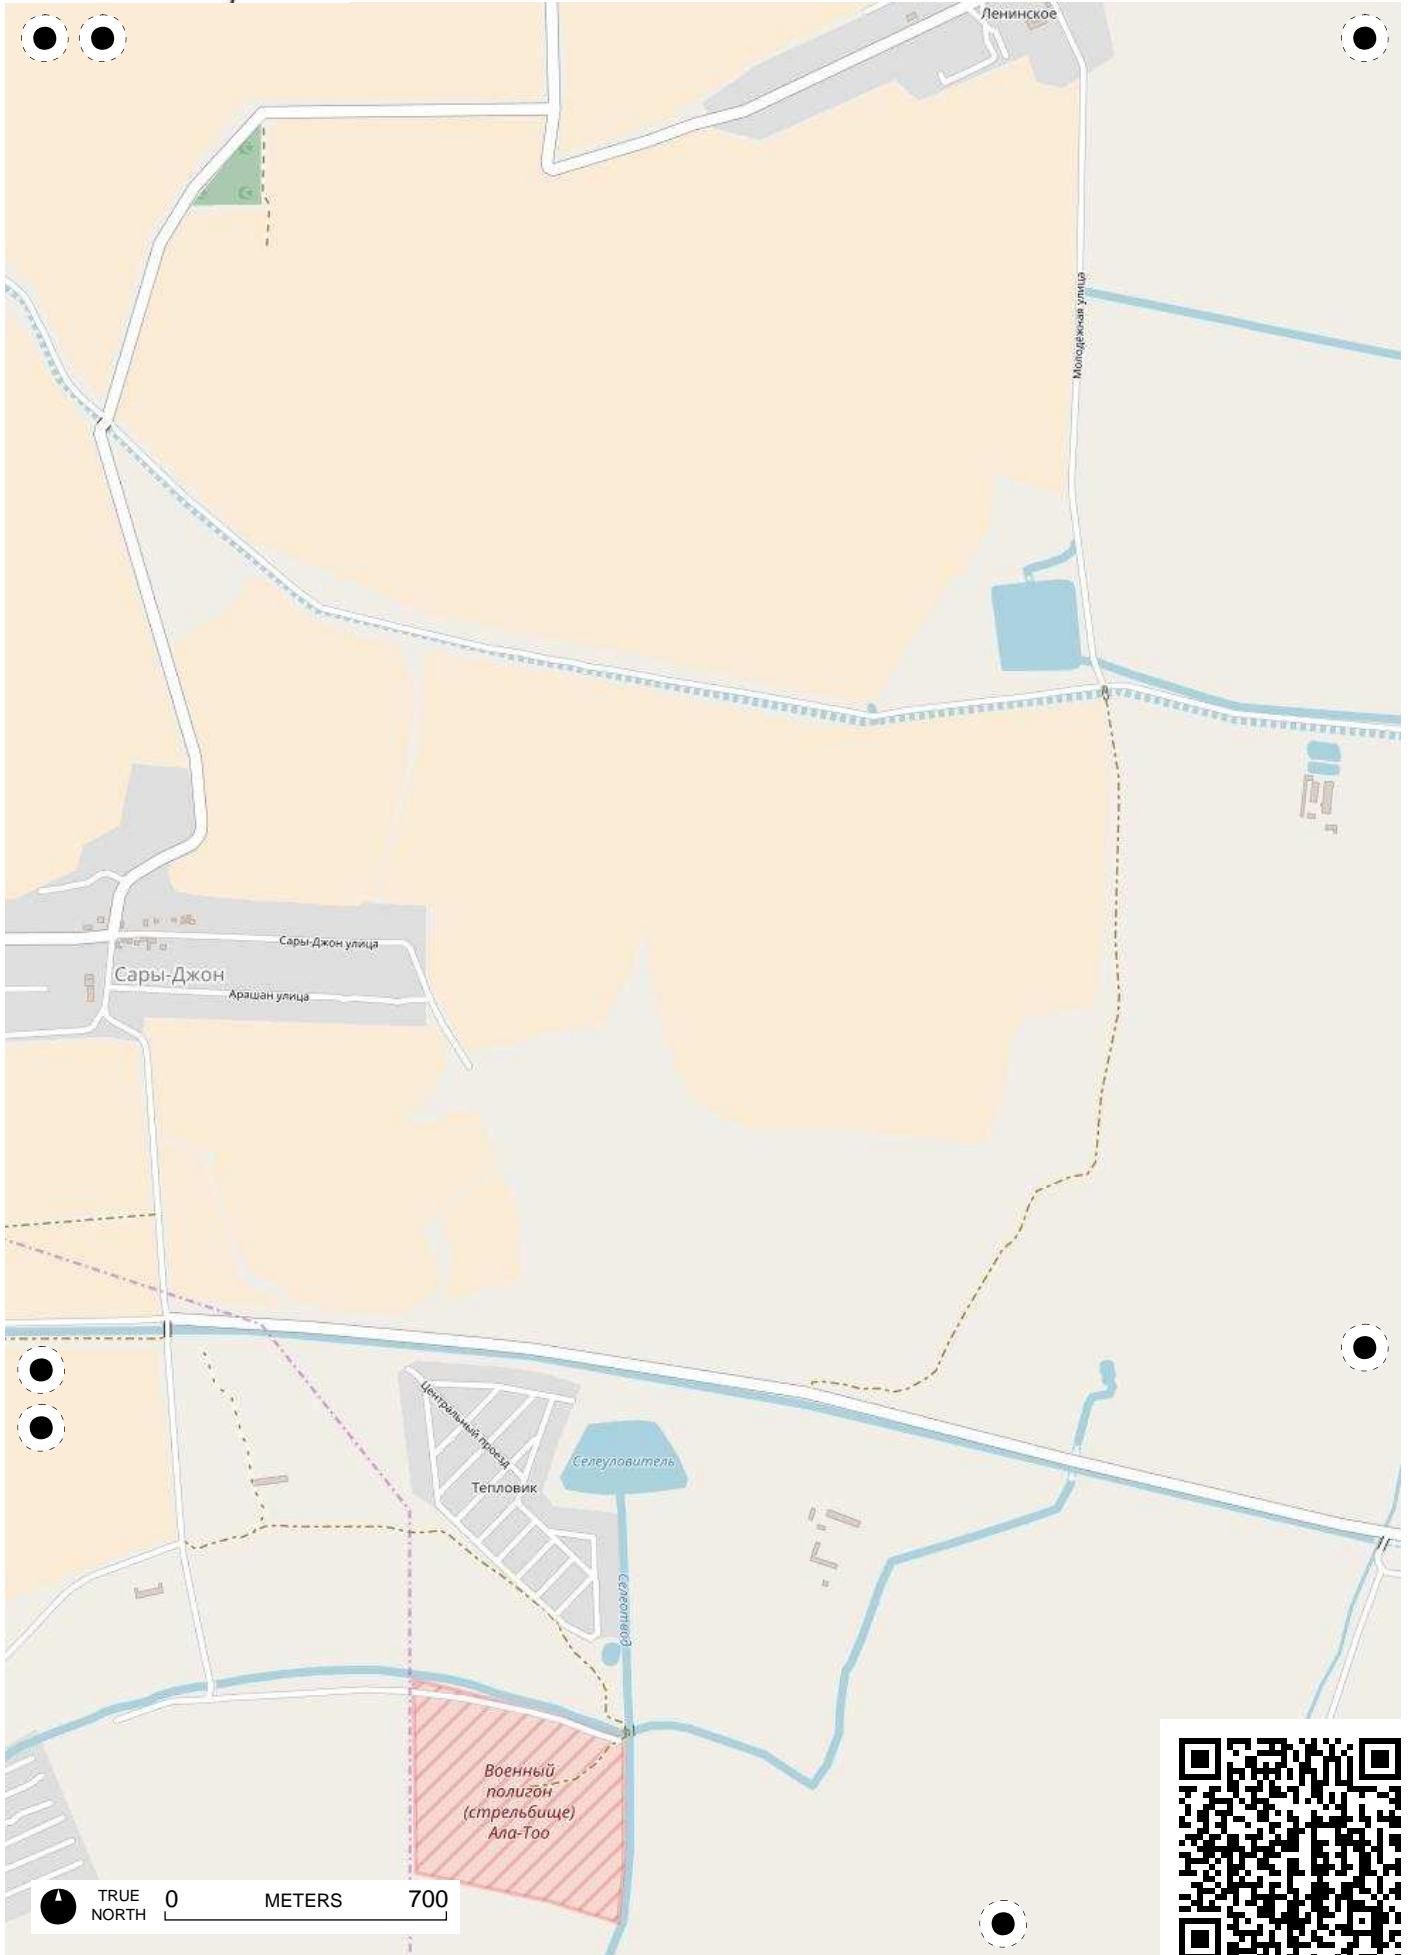 Ленинское
Молодёжная улица
Сары-Джон улица
Сары-Джон
Арашан улица
Центральный проезд
Селеуловитель
Тепловик
Селеотвод
Военный
полигон
(стрельбище)
Ала-Тоо
TRUE
NORTH
0 METERS 700